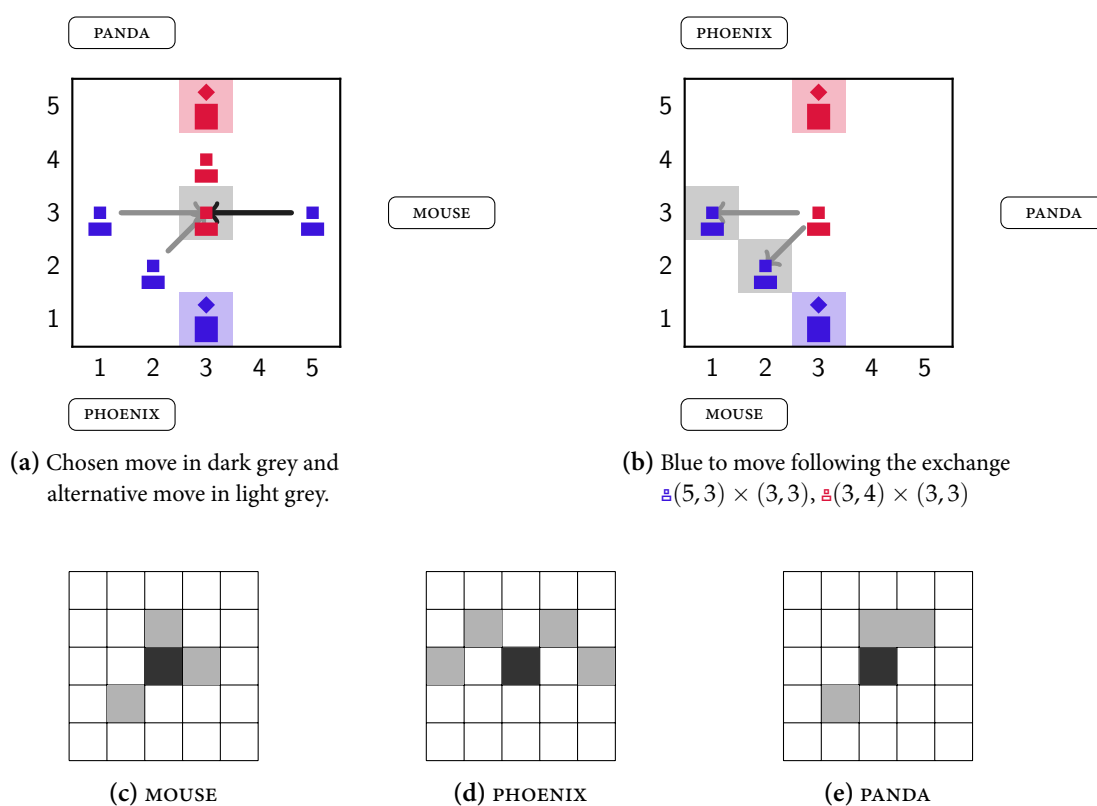 PANDA
PHOENIX
5
4
3
2
1
MOUSE
5
4
3
2
1
PANDA
1 2 3 4 5
1 2 3 4 5
PHOENIX
MOUSE
(a) Chosen move in dark grey and
alternative move in light grey.
(b) Blue to move following the exchange
(5, 3) × (3, 3), (3, 4) × (3, 3)
(c) MOUSE
(d) PHOENIX
(e) PANDA